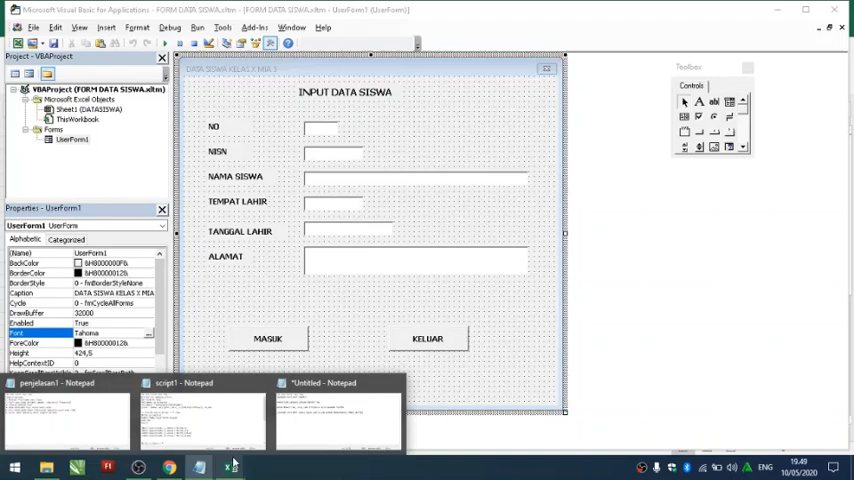 Microsoft Visual Basic for Applications - FORM DATA SISWA.xltm - [FORM DATA SISWA.xltm - UserForm1 (UserForm)]
File Edit View Insert Format Debug Run Tools Add-Ins Window Help
Project - VBAProject
VBAProject (FORM DATA SISWA.xltm)
Microsoft Excel Objects
Sheet1 (DATASISWA)
ThisWorkbook
Forms
UserForm1
Properties - UserForm1
UserForm1 UserForm
Alphabetic Categorized
(Name) UserForm1
BackColor &H8000000F&
BorderColor &H80000012&
BorderStyle 0 - fmBorderStyleNone
Caption DATA SISWA KELAS X MIA
Cycle 0 - fmCycleAllForms
DrawBuffer 32000
Enabled True
Font Tahoma
ForeColor &H80000012&
Height 424,5
HelpContextID 0
DATA SISWA KELAS X MIA 3
INPUT DATA SISWA
NO
NISN
NAMA SISWA
TEMPAT LAHIR
TANGGAL LAHIR
ALAMAT
MASUK KELUAR
Toolbox
Controls
penjelasan1 - Notepad
script1 - Notepad
*Untitled - Notepad
ENG
19.49
10/05/2020